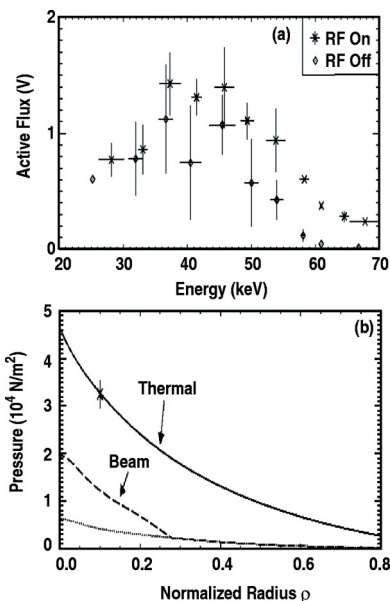 (a)
RF On
RF Off
Active Flux (V)
2
1
0
20 30 40 50 60 70
Energy (keV)
(b)
Pressure (10⁴ N/m²)
5
4
3
2
1
0
Thermal
Beam
0.0 0.2 0.4 0.6 0.8
Normalized Radius ρ